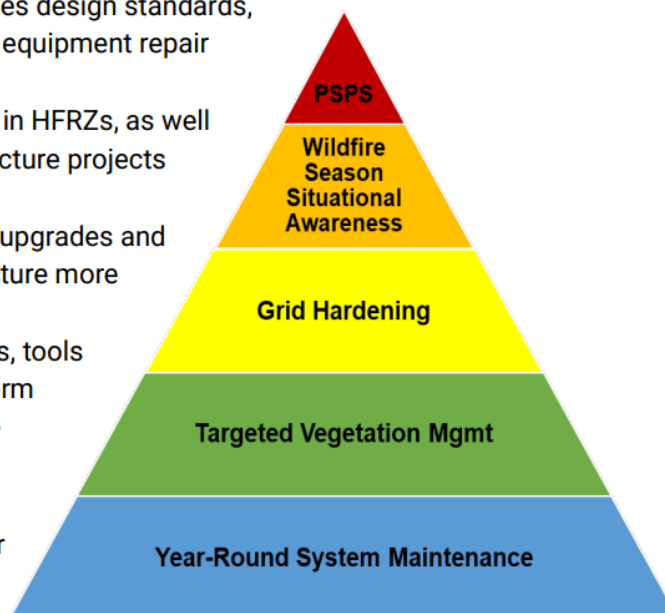 es design standards,
equipment repair
in HFRZs, as well
cture projects
upgrades and
ture more
s, tools
rm
r
PSPS
Wildfire
Season
Situational
Awareness
Grid Hardening
Targeted Vegetation Mgmt
Year-Round System Maintenance